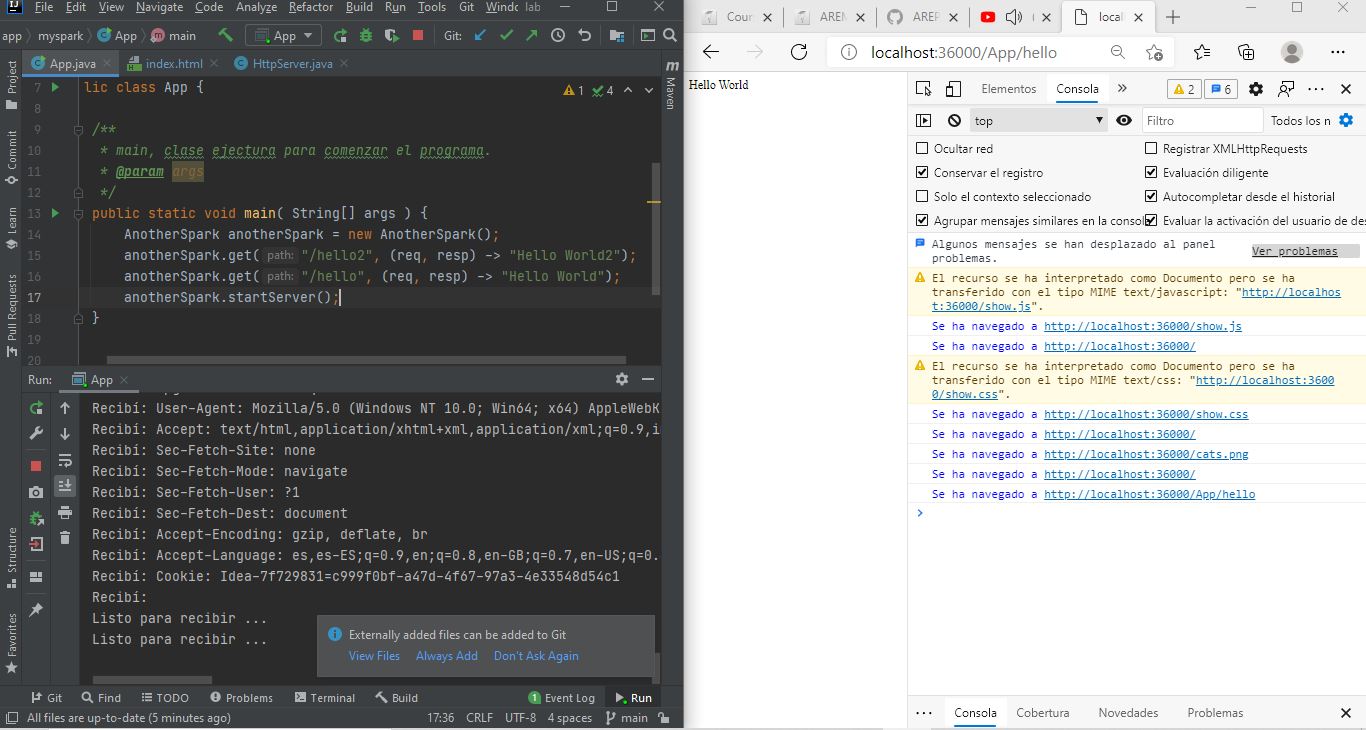 File Edit View Navigate Code Analyze Refactor Build Run Tools Git Windc lab
app myspark App main App Git:
App.java index.html HttpServer.java
Project
Commit
Learn
Pull Requests
Structure
Favorites
Maven
7 lic class App { 1 4
8
9 /**
10 * main, clase ejectura para comenzar el programa.
11 * @param args
12 */
13 public static void main( String[] args ) {
14 AnotherSpark anotherSpark = new AnotherSpark();
15 anotherSpark.get( path: "/hello2", (req, resp) -> "Hello World2");
16 anotherSpark.get( path: "/hello", (req, resp) -> "Hello World");
17 anotherSpark.startServer();
18 }
19
20
Run: App
Recibí: User-Agent: Mozilla/5.0 (Windows NT 10.0; Win64; x64) AppleWebK
Recibí: Accept: text/html,application/xhtml+xml,application/xml;q=0.9,i
Recibí: Sec-Fetch-Site: none
Recibí: Sec-Fetch-Mode: navigate
Recibí: Sec-Fetch-User: ?1
Recibí: Sec-Fetch-Dest: document
Recibí: Accept-Encoding: gzip, deflate, br
Recibí: Accept-Language: es,es-ES;q=0.9,en;q=0.8,en-GB;q=0.7,en-US;q=0.
Recibí: Cookie: Idea-7f729831=c999f0bf-a47d-4f67-97a3-4e33548d54c1
Recibí:
Listo para recibir ...
Listo para recibir ...
Externally added files can be added to Git
View Files Always Add Don't Ask Again
Git Find TODO Problems Terminal Build 1 Event Log Run
All files are up-to-date (5 minutes ago) 17:36 CRLF UTF-8 4 spaces main
Cour AREM AREP ( local
localhost:36000/App/hello
Hello World
Elementos Consola 2 6
top Filtro Todos los n
Ocultar red Registrar XMLHttpRequests
Conservar el registro Evaluación diligente
Solo el contexto seleccionado Autocompletar desde el historial
Agrupar mensajes similares en la consol Evaluar la activación del usuario de des
Algunos mensajes se han desplazado al panel
problemas. Ver problemas
El recurso se ha interpretado como Documento pero se ha
transferido con el tipo MIME text/javascript: "http://localhos
t:36000/show.js".
Se ha navegado a http://localhost:36000/show.js
Se ha navegado a http://localhost:36000/
El recurso se ha interpretado como Documento pero se ha
transferido con el tipo MIME text/css: "http://localhost:3600
0/show.css".
Se ha navegado a http://localhost:36000/show.css
Se ha navegado a http://localhost:36000/
Se ha navegado a http://localhost:36000/cats.png
Se ha navegado a http://localhost:36000/
Se ha navegado a http://localhost:36000/App/hello
Consola Cobertura Novedades Problemas